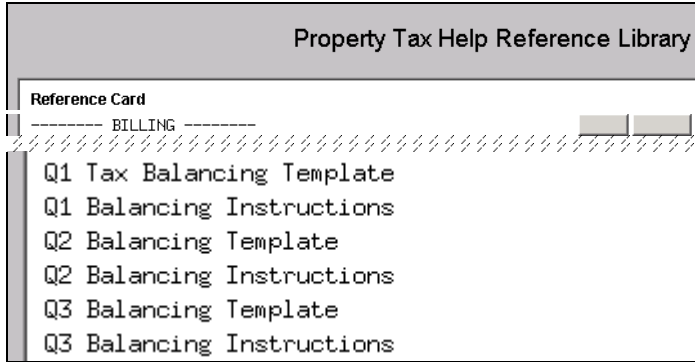 Property Tax Help Reference Library
Reference Card
-------- BILLING --------
Q1 Tax Balancing Template
Q1 Balancing Instructions
Q2 Balancing Template
Q2 Balancing Instructions
Q3 Balancing Template
Q3 Balancing Instructions